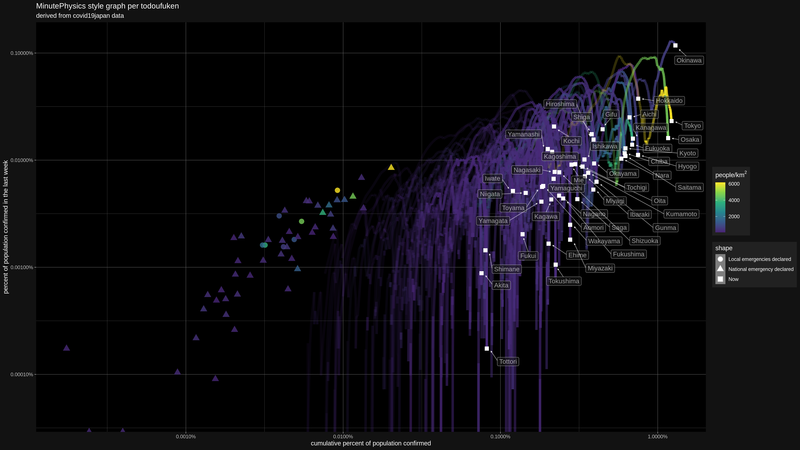 MinutePhysics style graph per todoufuken
derived from covid19japan data
percent of population confirmed in the last week
0.10000%
0.01000%
0.00100%
0.00010%
Okinawa
Hiroshima
Hokkaido
Shiga
Gifu
Aichi
Tokyo
Kanagawa
Yamanashi
Kochi
Osaka
Ishikawa
Fukuoka
Kyoto
Kagoshima
Chiba
Hyogo
Nagasaki
Okayama
Nara
Iwate
Mie
Saitama
Yamaguchi
Tochigi
Niigata
Miyagi
Oita
Toyama
Kagawa
Nagano
Ibaraki
Kumamoto
Yamagata
Aomori
Saga
Gunma
Wakayama
Shizuoka
Fukui
Ehime
Fukushima
Shimane
Miyazaki
Akita
Tokushima
Tottori
0.0010%
0.0100%
0.1000%
1.0000%
cumulative percent of population confirmed
people/km²
6000
4000
2000
shape
Local emergencies declared
National emergency declared
Now